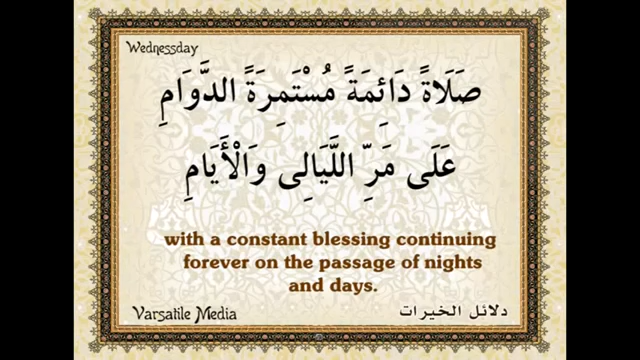 Wednesday
صَلَاةً دَائِمَةً مُسْتَمِرَةً الدَّوَامِ
عَلَى مَرِّ اللَّيَالِى وَالْأَيَامِ
with a constant blessing continuing
forever on the passage of nights
and days.
Varsatile Media
دلائل الخيرات